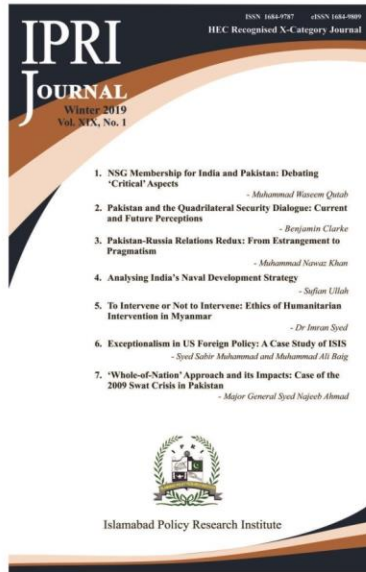 ISSN 1684-9787 eISSN 1684-9809
HEC Recognised X-Category Journal
IPRI
JOURNAL
Winter 2019
Vol. XIX, No. 1
1. NSG Membership for India and Pakistan: Debating
‘Critical’ Aspects
- Muhammad Waseem Qutab
2. Pakistan and the Quadrilateral Security Dialogue: Current
and Future Perceptions
- Benjamin Clarke
3. Pakistan-Russia Relations Redux: From Estrangement to
Pragmatism
- Muhammad Nawaz Khan
4. Analysing India’s Naval Development Strategy
- Sufian Ullah
5. To Intervene or Not to Intervene: Ethics of Humanitarian
Intervention in Myanmar
- Dr Imran Syed
6. Exceptionalism in US Foreign Policy: A Case Study of ISIS
- Syed Sabir Muhammad and Muhammad Ali Baig
7. ‘Whole-of-Nation’ Approach and its Impacts: Case of the
2009 Swat Crisis in Pakistan
- Major General Syed Najeeb Ahmad
Islamabad Policy Research Institute